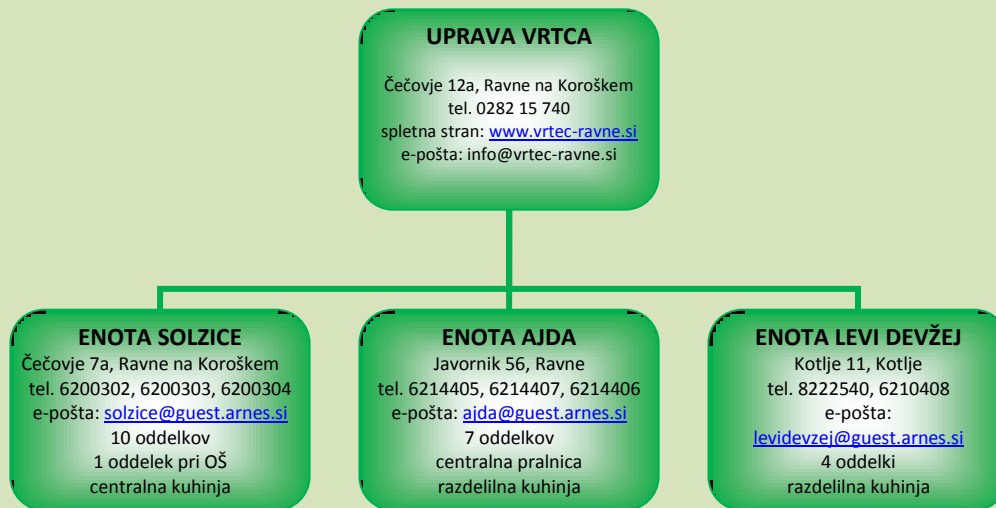 UPRAVA VRTCA
Čečovje 12a, Ravne na Koroškem
tel. 0282 15 740
spletna stran: www.vrtec-ravne.si
e-pošta: info@vrtec-ravne.si
ENOTA SOLZICE
Čečovje 7a, Ravne na Koroškem
tel. 6200302, 6200303, 6200304
e-pošta: solzice@guest.arnes.si
10 oddelkov
1 oddelek pri OŠ
centralna kuhinja
ENOTA AJDA
Javornik 56, Ravne
tel. 6214405, 6214407, 6214406
e-pošta: ajda@guest.arnes.si
7 oddelkov
centralna pralnica
razdelilna kuhinja
ENOTA LEVI DEVŽEJ
Kotlje 11, Kotlje
tel. 8222540, 6210408
e-pošta:
levidevzej@guest.arnes.si
4 oddelki
razdelilna kuhinja